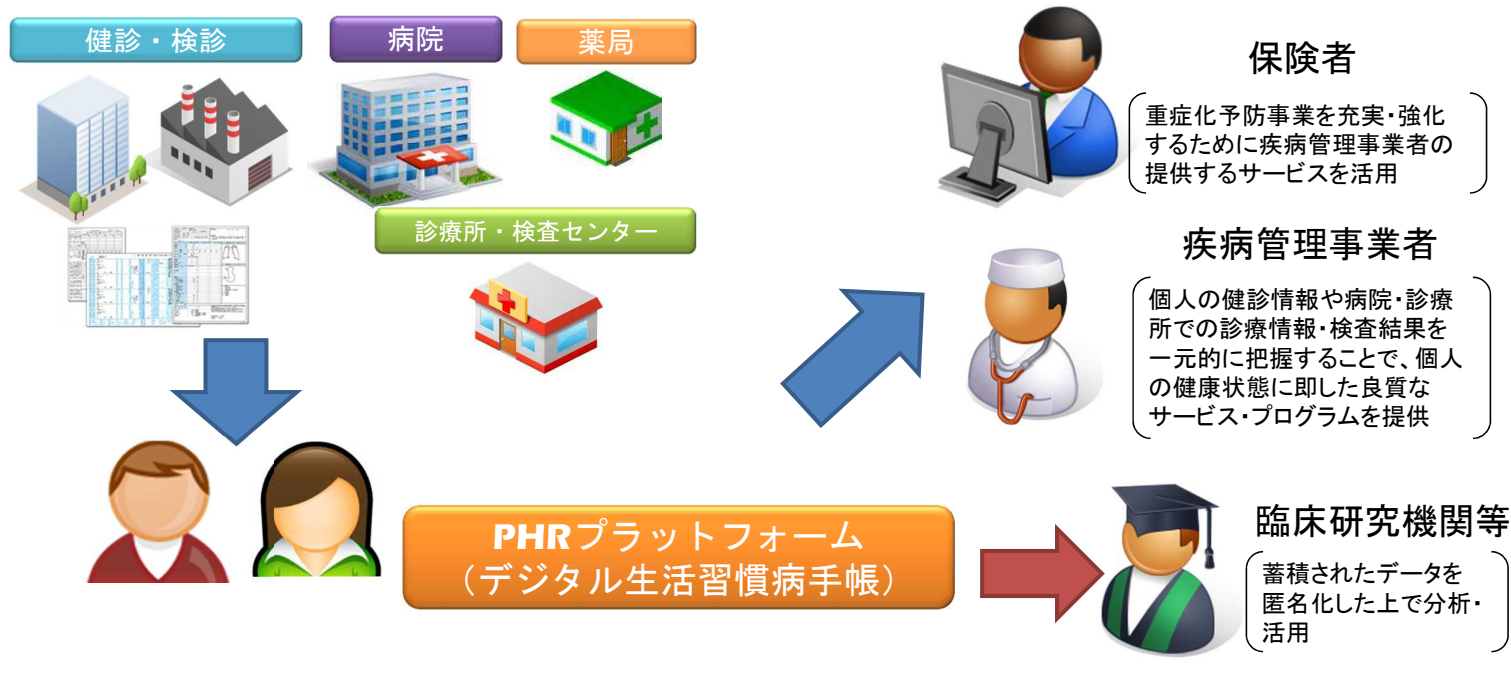 健診・検診
病院
薬局
診療所・検査センター
保険者
重症化予防事業を充実・強化
するために疾病管理事業者の
提供するサービスを活用
疾病管理事業者
個人の健診情報や病院・診療
所での診療情報・検査結果を
一元的に把握することで、個人
の健康状態に即した良質な
サービス・プログラムを提供
PHRプラットフォーム
（デジタル生活習慣病手帳）
臨床研究機関等
蓄積されたデータを
匿名化した上で分析・
活用